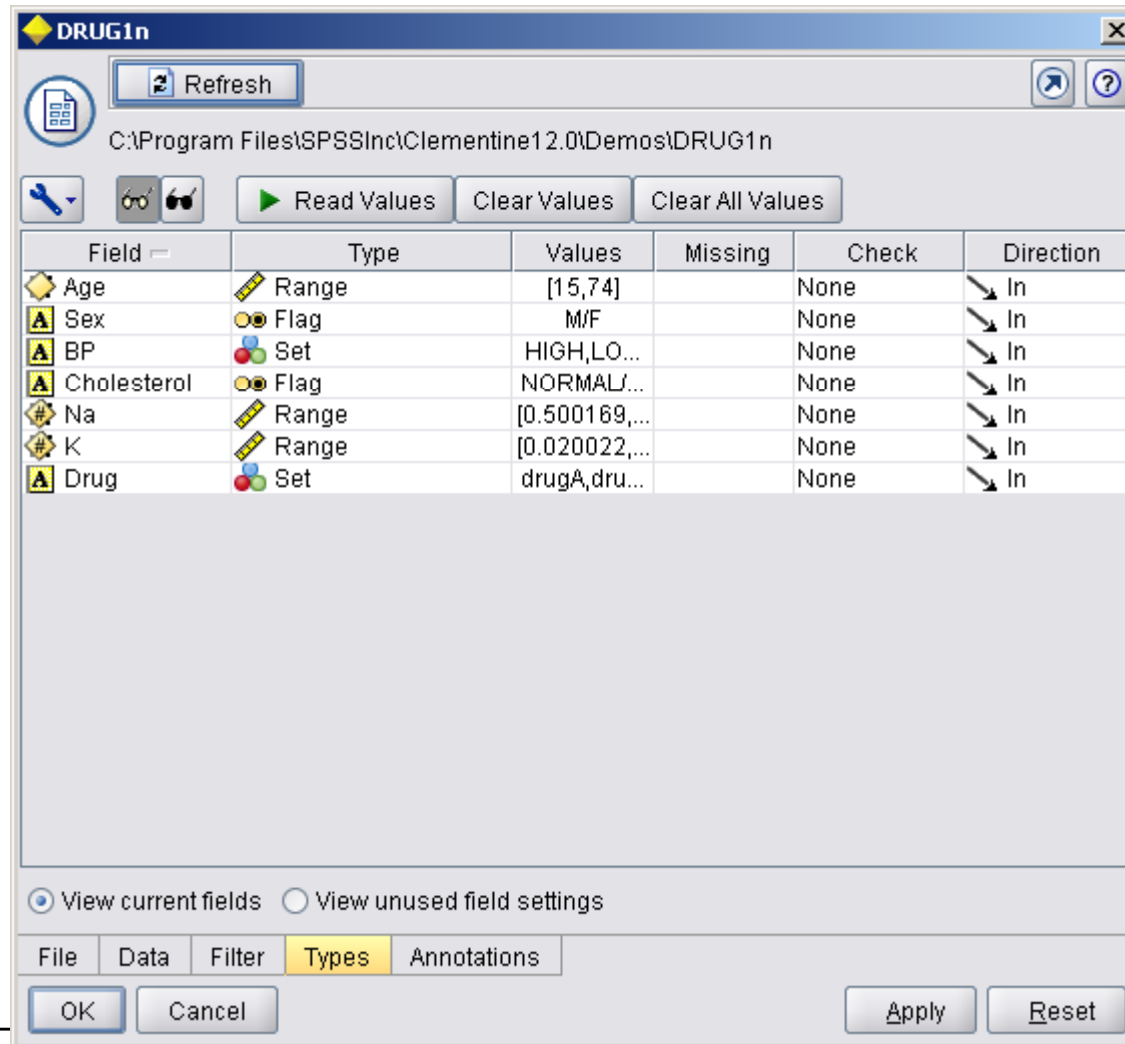 DRUG1n
Refresh
C:\Program Files\SPSSInc\Clementine12.0\Demos\DRUG1n
Read Values Clear Values Clear All Values
Field Type Values Missing Check Direction
Age Range [15,74] None In
A Sex Flag M/F None In
A BP Set HIGH,LO... None In
A Cholesterol Flag NORMAL/... None In
# Na Range [0.500169,... None In
# K Range [0.020022,... None In
A Drug Set drugA,dru... None In
View current fields View unused field settings
File Data Filter Types Annotations
OK Cancel Apply Reset